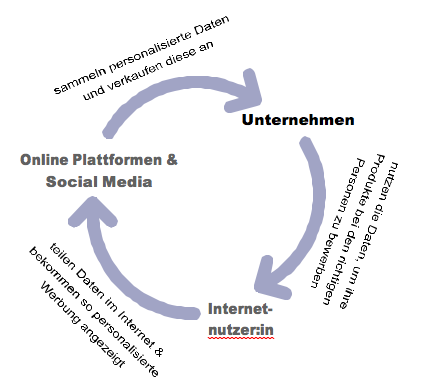 sammeln personalisierte Daten
und verkaufen diese an
Unternehmen
nutzen die Daten, um ihre
Produkte bei den richtigen
Personen zu bewerben
Internet-
nutzer:in
teilen Daten im Internet &
bekommen so personalisierte
Werbung angezeigt
Online Plattformen &
Social Media